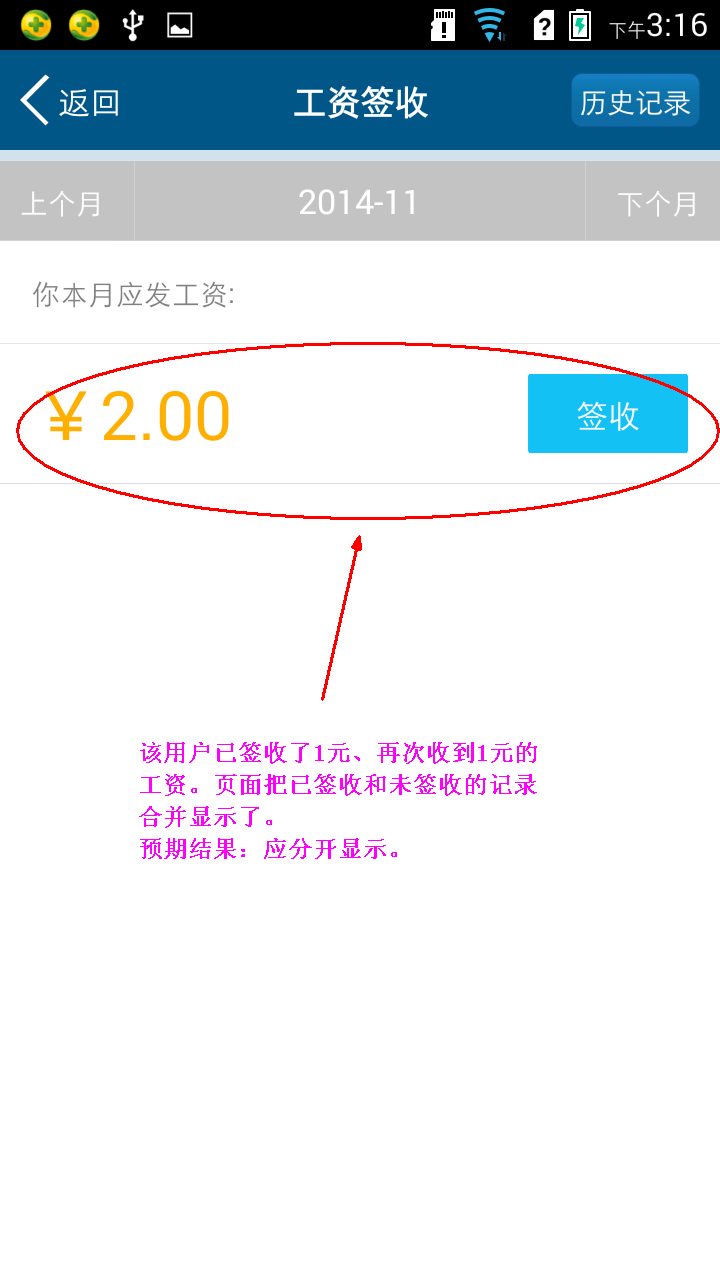 下午3:16
返回
工资签收
历史记录
上个月
2014-11
下个月
你本月应发工资:
￥2.00
签收
该用户已签收了1元、再次收到1元的
工资。页面把已签收和未签收的记录
合并显示了。
预期结果：应分开显示。